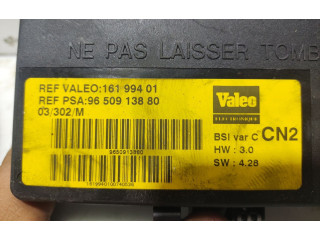 NE PAS LAISSER TOMB
REF VALEO:161 994 01
REF PSA:96 509 138 80
03/302/M
Valeo
BSI var C CN2
HW : 3.0
SW : 4.28
9650913880